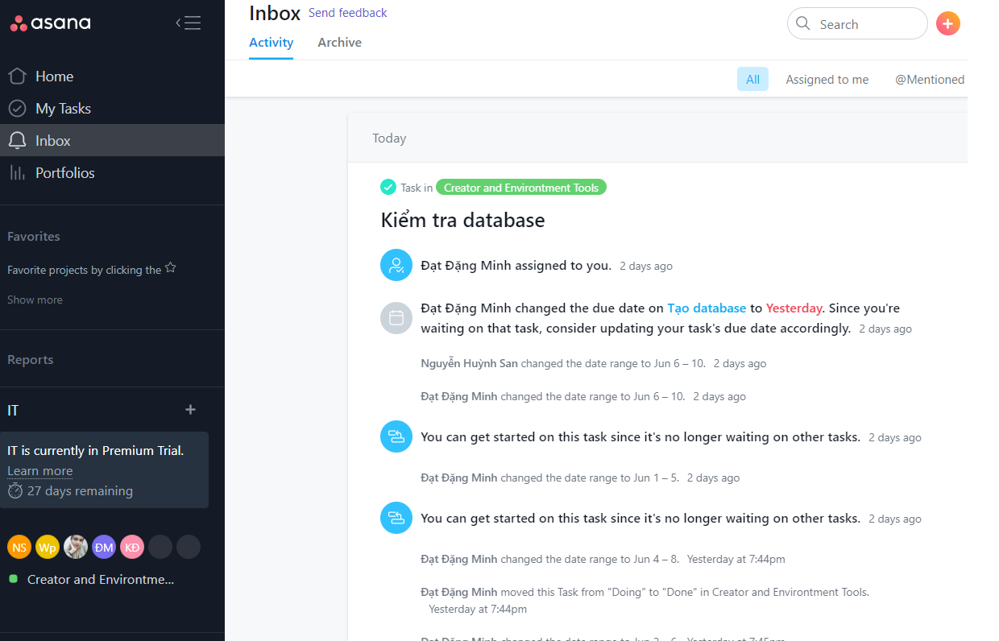 asana
Home
My Tasks
Inbox
Portfolios
Favorites
Favorite projects by clicking the
Show more
Reports
IT
IT is currently in Premium Trial.
Learn more
27 days remaining
NS Wp ĐM KĐ
Creator and Environtme...
Inbox Send feedback
Activity Archive
Search
All Assigned to me @Mentioned
Today
Task in Creator and Environtment Tools
Kiểm tra database
Đạt Đặng Minh assigned to you. 2 days ago
Đạt Đặng Minh changed the due date on Tạo database to Yesterday. Since you're
waiting on that task, consider updating your task's due date accordingly. 2 days ago
Nguyễn Huỳnh San changed the date range to Jun 6 – 10. 2 days ago
Đạt Đặng Minh changed the date range to Jun 6 – 10. 2 days ago
You can get started on this task since it's no longer waiting on other tasks. 2 days ago
Đạt Đặng Minh changed the date range to Jun 1 – 5. 2 days ago
You can get started on this task since it's no longer waiting on other tasks. 2 days ago
Đạt Đặng Minh changed the date range to Jun 4 – 8. Yesterday at 7:44pm
Đạt Đặng Minh moved this Task from "Doing" to "Done" in Creator and Environtment Tools.
Yesterday at 7:44pm